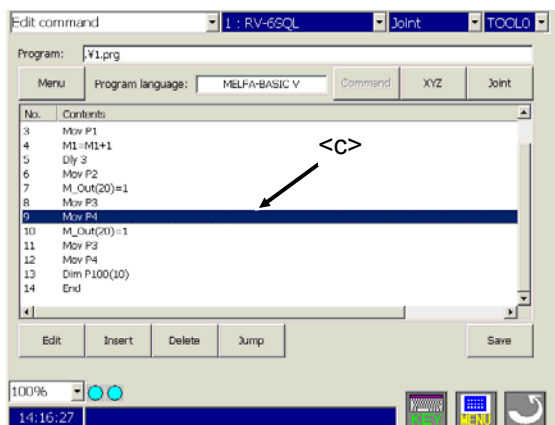 Edit command 1 : RV-6SQL Joint TOOL0
Program: .¥1.prg
Menu Program language: MELFA-BASIC V Command XYZ Joint
No. Contents
3 Mov P1
4 M1=M1+1
5 Dly 3
6 Mov P2
7 M_Out(20)=1
8 Mov P3
9 Mov P4
10 M_Out(20)=1
11 Mov P3
12 Mov P4
13 Dim P100(10)
14 End
<c>
Edit Insert Delete Jump Save
100%
14:16:27
KEY MENU